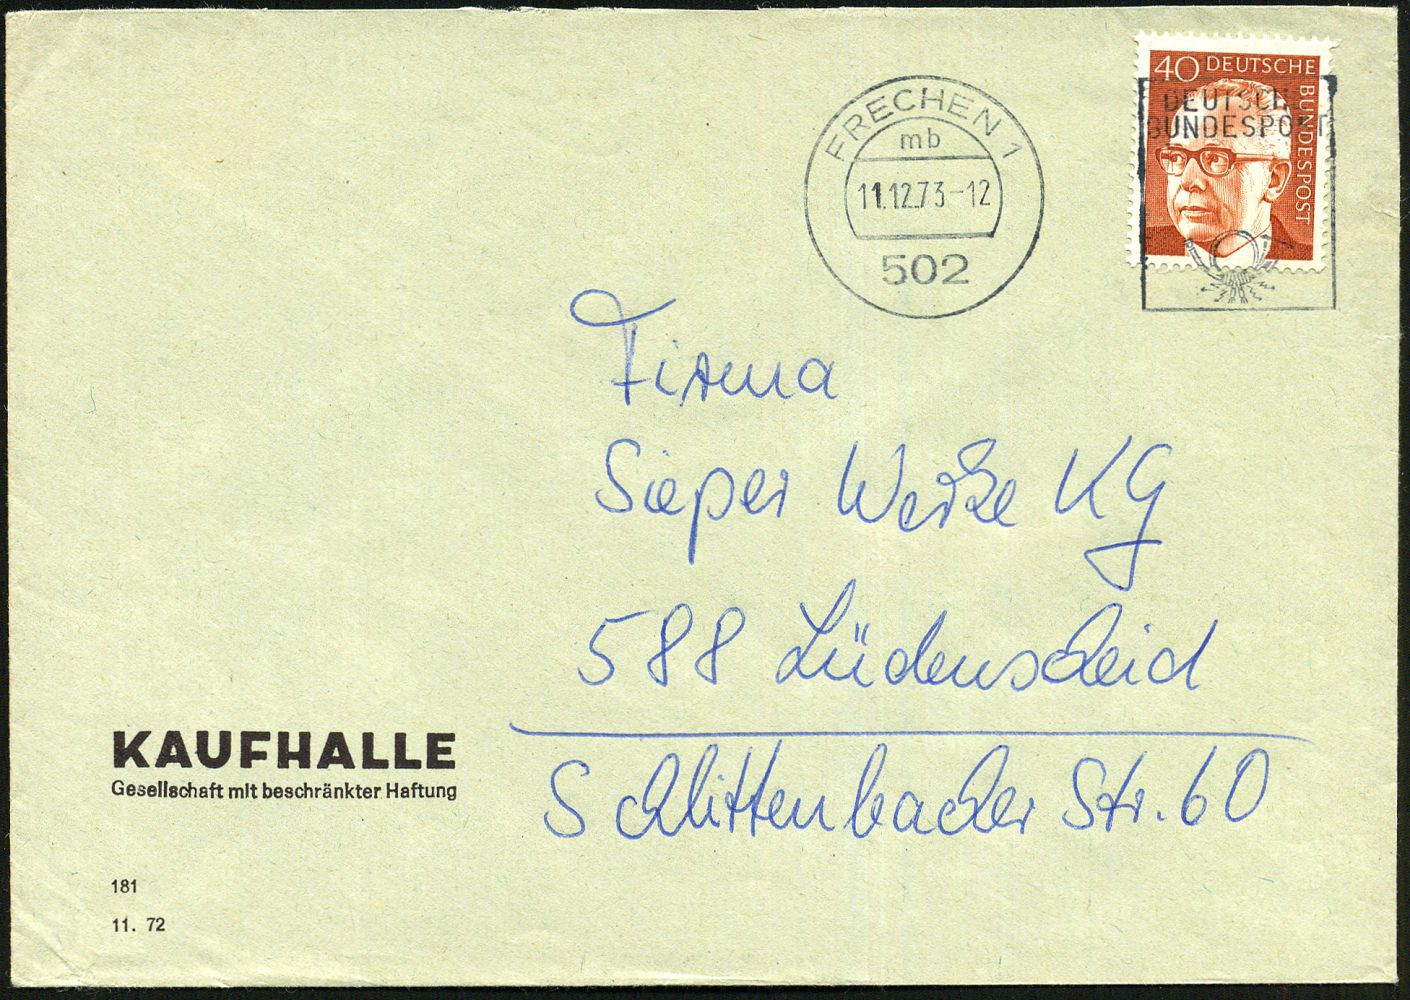 40 DEUTSCHE BUNDESPOST
DEUTSCHE
BUNDESPOST
FRECHEN 1
mb
11.12.73-12
502
Firma
Sieper Werke KG
588 Lüdenscheid
Schlittenbacher Str. 60
KAUFHALLE
Gesellschaft mit beschränkter Haftung
181
11. 72